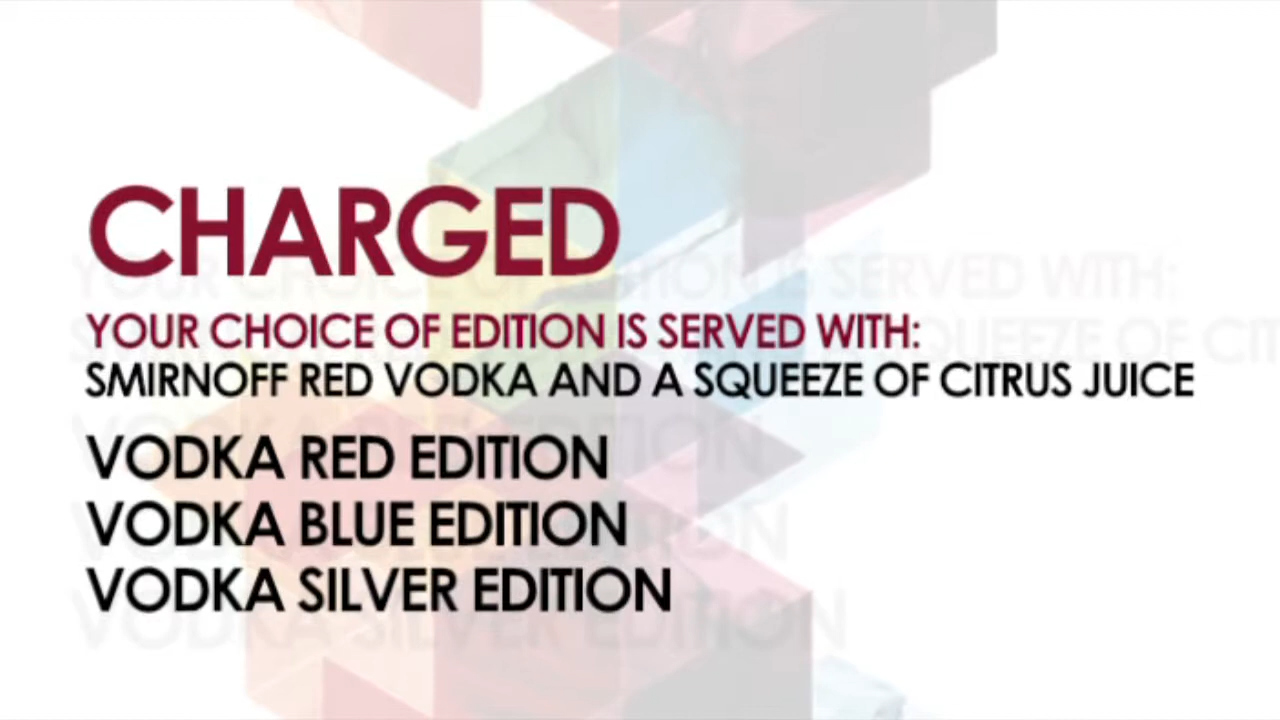 CHARGED
YOUR CHOICE OF EDITION IS SERVED WITH:
SMIRNOFF RED VODKA AND A SQUEEZE OF CITRUS JUICE
VODKA RED EDITION
VODKA BLUE EDITION
VODKA SILVER EDITION